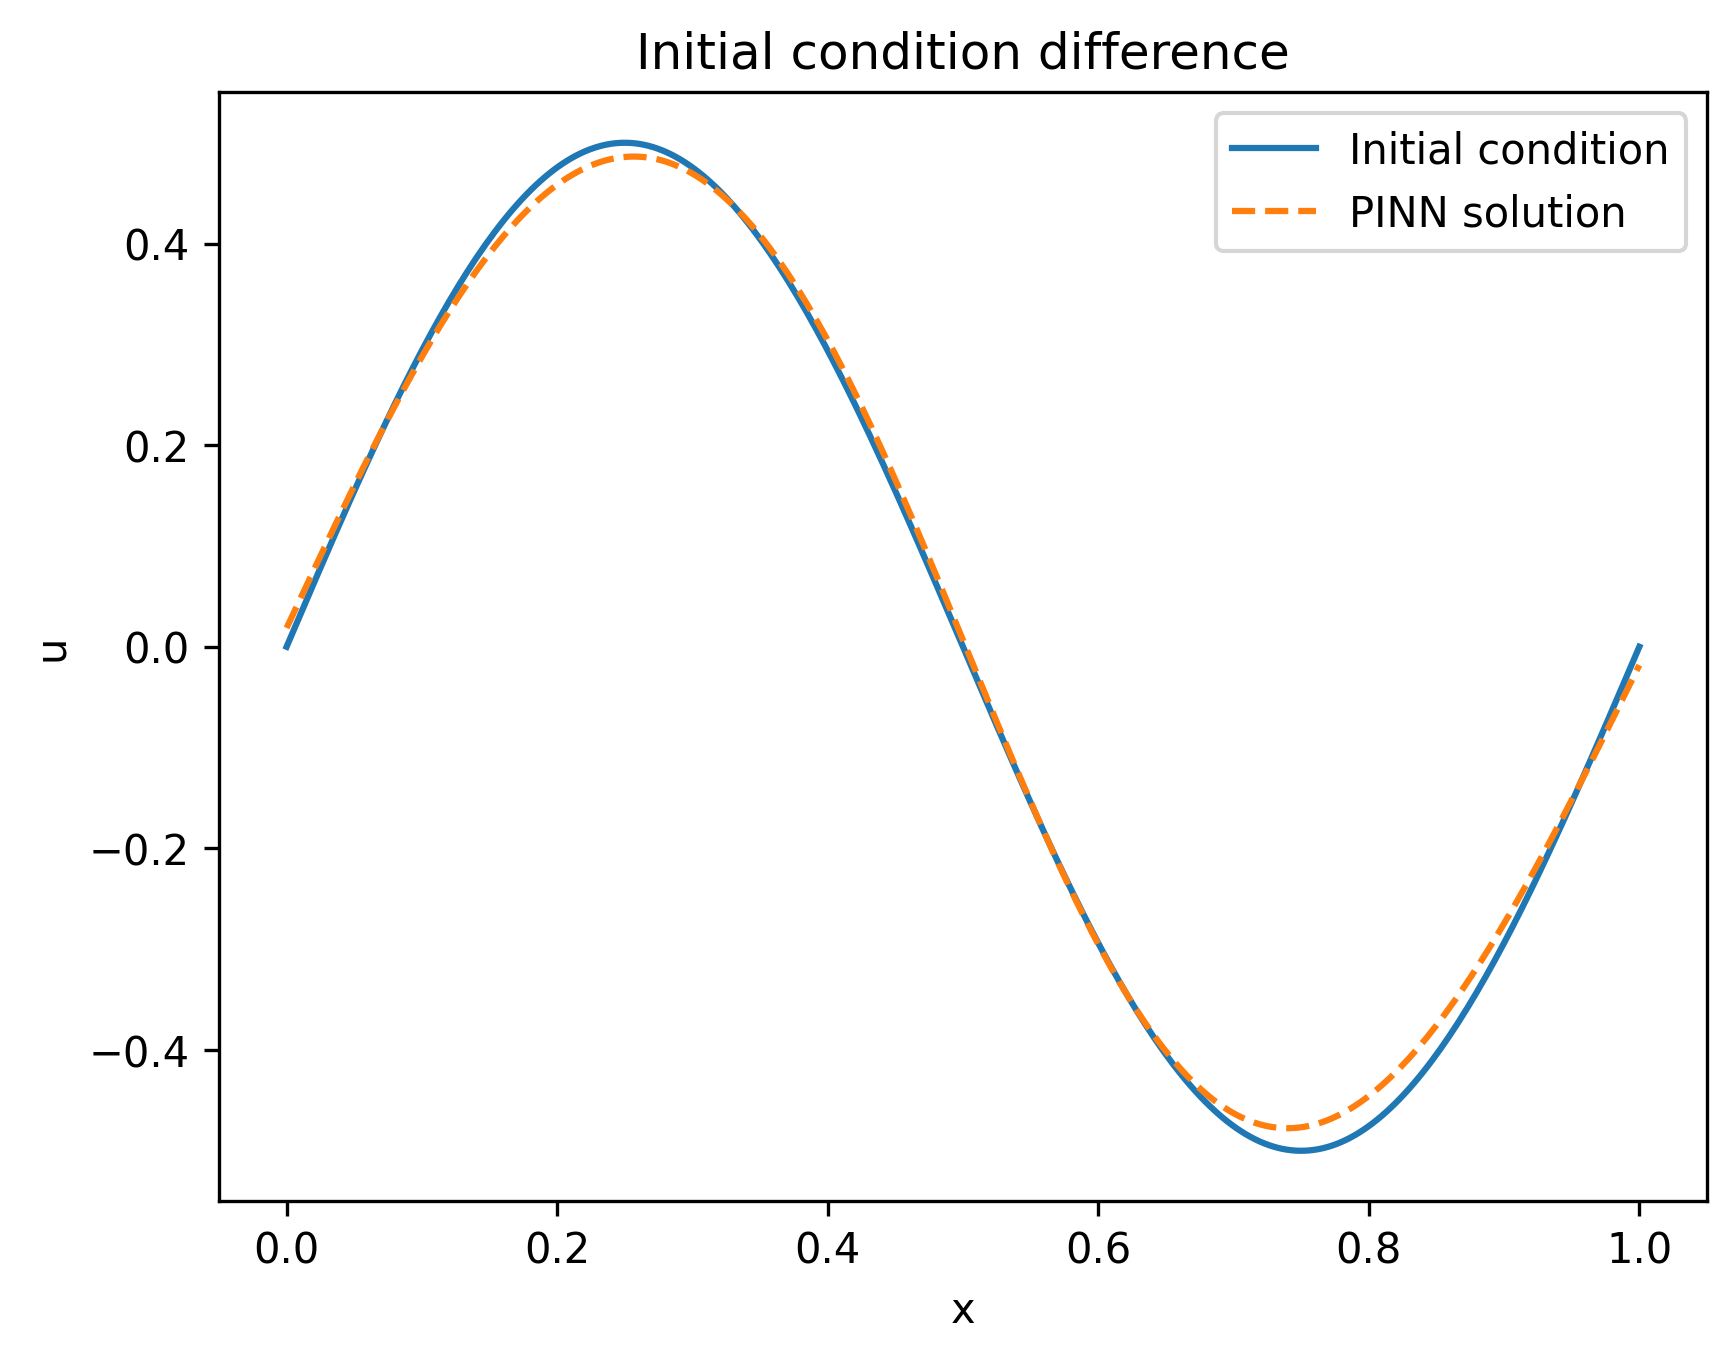 Initial condition difference
Initial condition
PINN solution
0.4
0.2
0.0
−0.2
−0.4
u
0.0 0.2 0.4 0.6 0.8 1.0
x